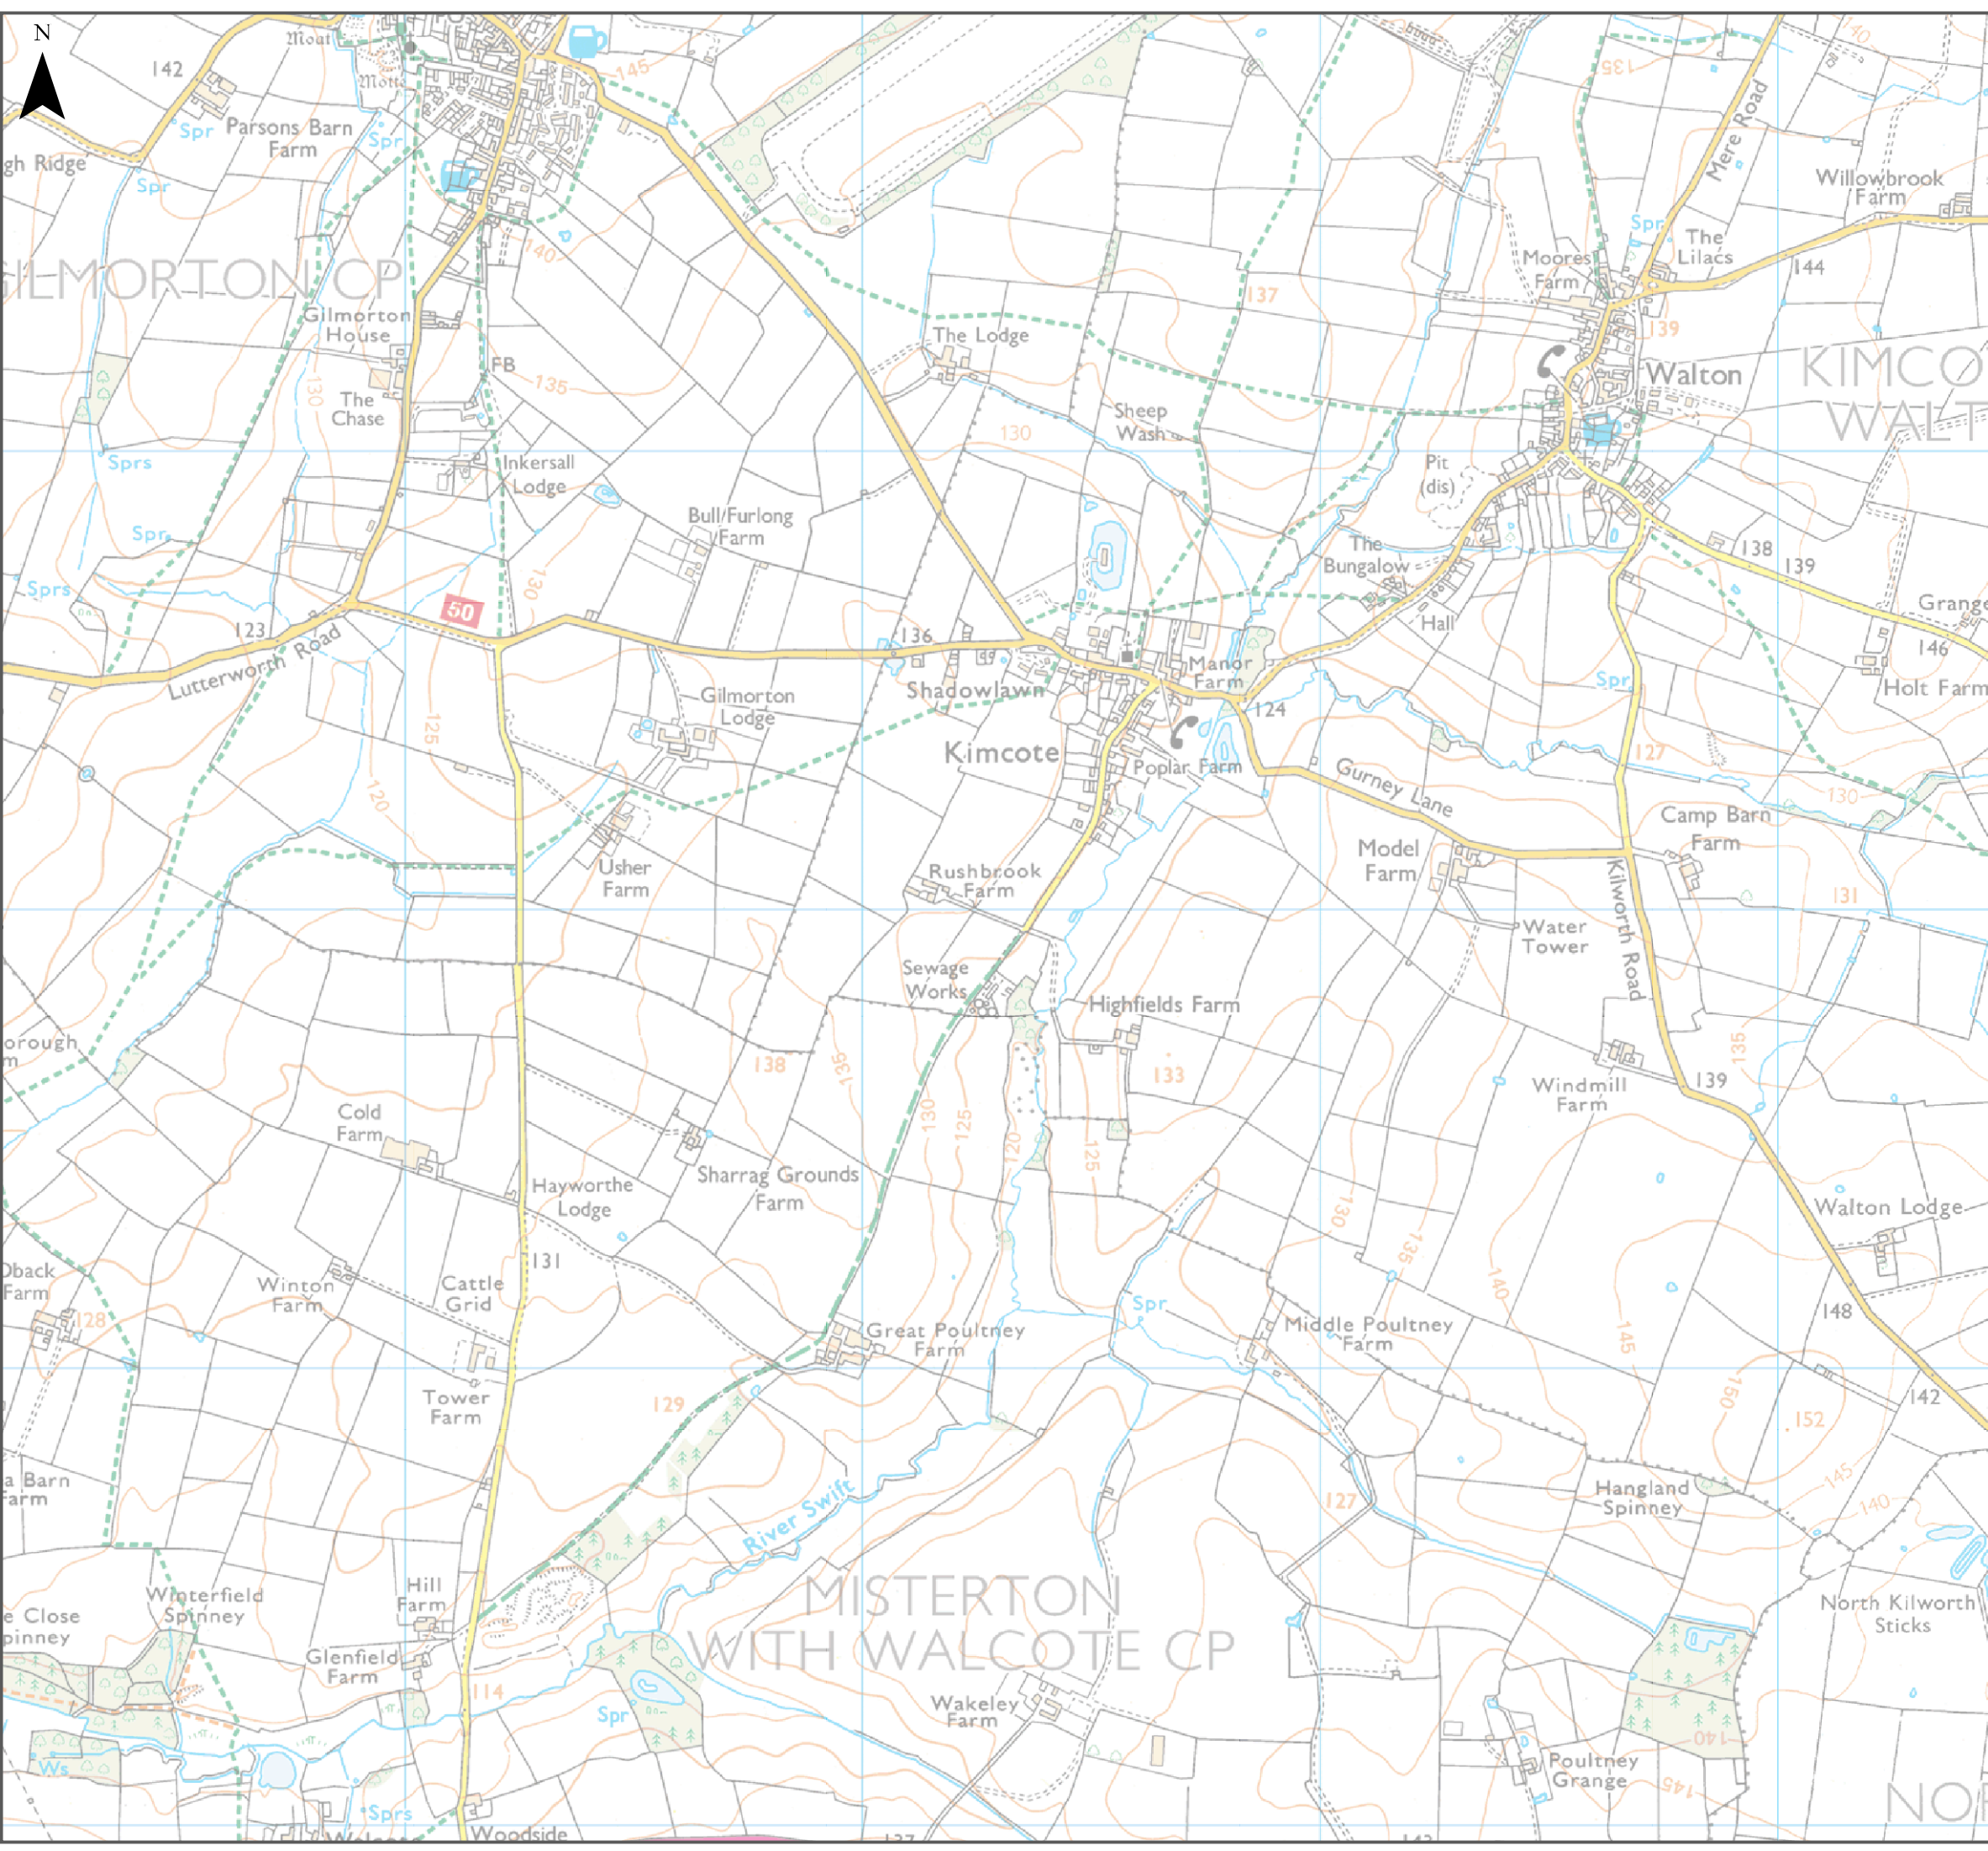 N
Moat
PO
142
Motte
145
140
135
Spr
Parsons Barn
Farm
Spr
gh Ridge
Spr
Mere Road
Willowbrook
Farm
Spr
The
Lilacs
Moores
Farm
144
140
GILMORTON CP
137
Gilmorton
House
The Lodge
139
FB
135
130
The
Chase
Walton
KIMCO
WALT
Sheep
Wash
130
Sprs
Inkersall
Lodge
Pit
(dis)
Bull Furlong
Farm
Spr
The
Bungalow
138
139
Sprs
130
50
Grange
123
136
Hall
146
Lutterworth Road
Manor
Farm
Spr
Holt Farm
Shadowlawn
Gilmorton
Lodge
124
125
Kimcote
127
Poplar Farm
Gurney Lane
120
130
Camp Barn
Farm
Model
Farm
Usher
Farm
Rushbrook
Farm
131
Kilworth Road
Water
Tower
Sewage
Works
Highfields Farm
orough
m
138
135
133
135
Windmill
Farm
139
Cold
Farm
130
125
120
125
Sharrag Grounds
Farm
Hayworthe
Lodge
130
135
Walton Lodge
131
Oback
Farm
Winton
Farm
Cattle
Grid
140
Spr
128
Great Poultney
Farm
Middle Poultney
Farm
145
148
Tower
Farm
129
150
152
142
a Barn
Farm
River Swift
127
Hangland
Spinney
145
140
Winterfield
Spinney
Hill
Farm
MISTERTON
WITH WALCOTE CP
North Kilworth
Sticks
e Close
pinney
Glenfield
Farm
114
Spr
Wakeley
Farm
140
Ws
Poultney
Grange
145
NOR
Sprs
Woodside
137